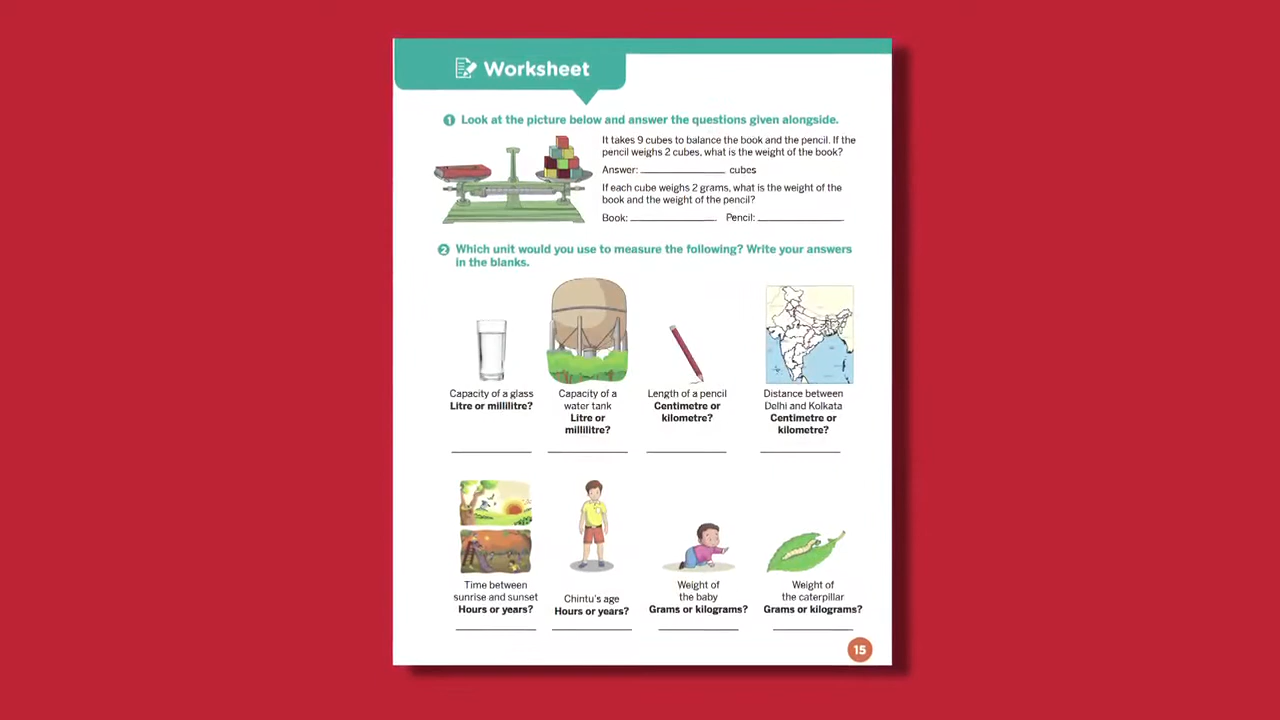 Worksheet
1 Look at the picture below and answer the questions given alongside.
It takes 9 cubes to balance the book and the pencil. If the
pencil weighs 2 cubes, what is the weight of the book?
Answer: ______________ cubes
If each cube weighs 2 grams, what is the weight of the
book and the weight of the pencil?
Book: ______________. Pencil: ______________
2 Which unit would you use to measure the following? Write your answers
in the blanks.
Capacity of a glass
Litre or millilitre?
Capacity of a
water tank
Litre or
millilitre?
Length of a pencil
Centimetre or
kilometre?
Distance between
Delhi and Kolkata
Centimetre or
kilometre?
Time between
sunrise and sunset
Hours or years?
Chintu's age
Hours or years?
Weight of
the baby
Grams or kilograms?
Weight of
the caterpillar
Grams or kilograms?
15